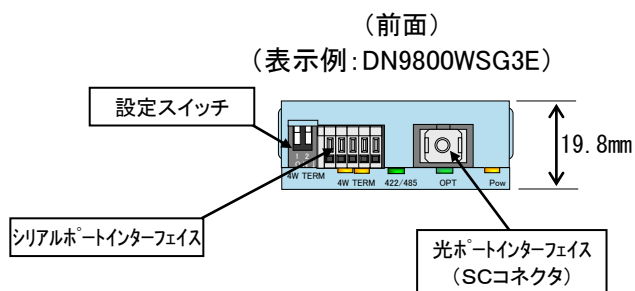 （前面）
（表示例：DN9800WSG3E）
設定スイッチ
19.8mm
1 2
4W TERM
4W TERM
422/485
OPT
Pow
シリアルポートインターフェイス
光ポートインターフェイス
（SCコネクタ）